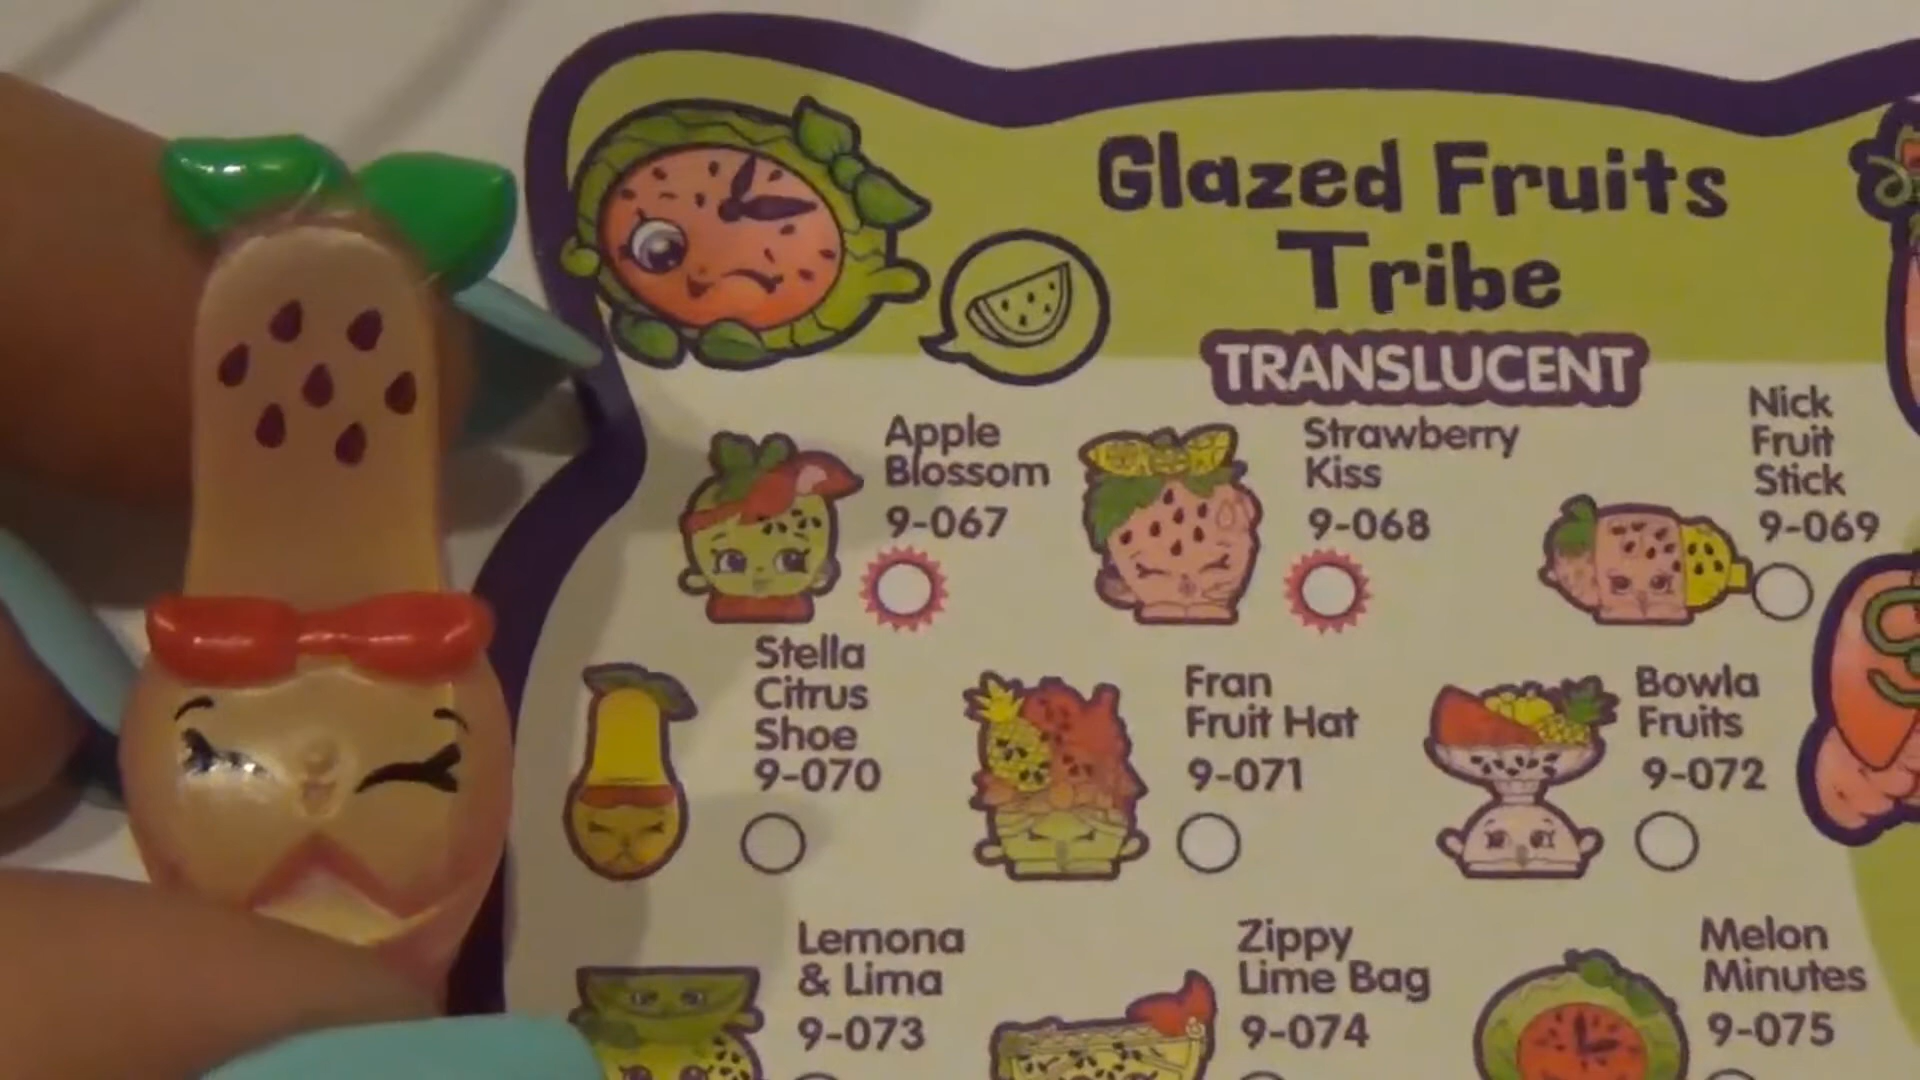 Glazed Fruits
Tribe
TRANSLUCENT
Apple
Blossom
9-067
Strawberry
Kiss
9-068
Nick
Fruit
Stick
9-069
Stella
Citrus
Shoe
9-070
Fran
Fruit Hat
9-071
Bowla
Fruits
9-072
Lemona
& Lima
9-073
Zippy
Lime Bag
9-074
Melon
Minutes
9-075